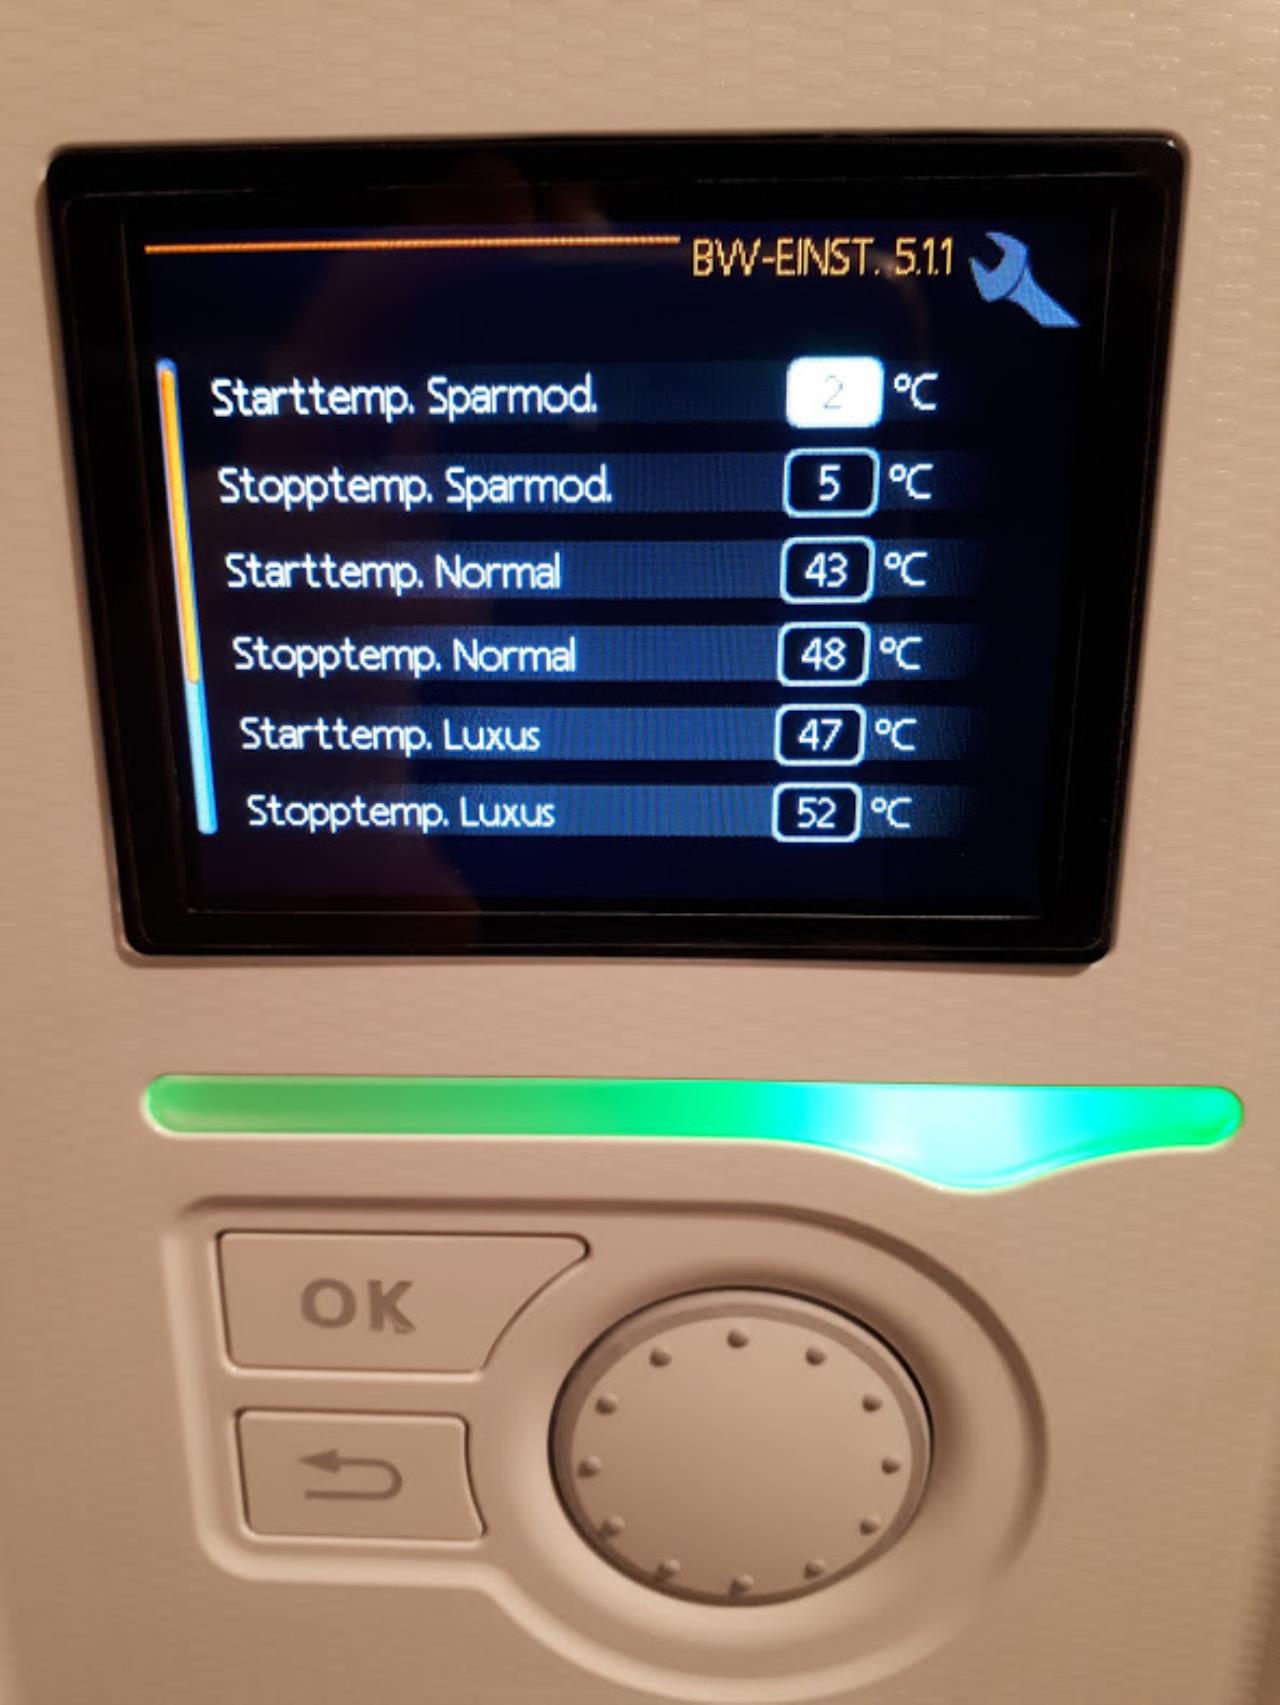 BW-EINST. 5.1.1
Starttemp. Sparmod. 2 °C
Stopptemp. Sparmod. 5 °C
Starttemp. Normal 43 °C
Stopptemp. Normal 48 °C
Starttemp. Luxus 47 °C
Stopptemp. Luxus 52 °C
OK